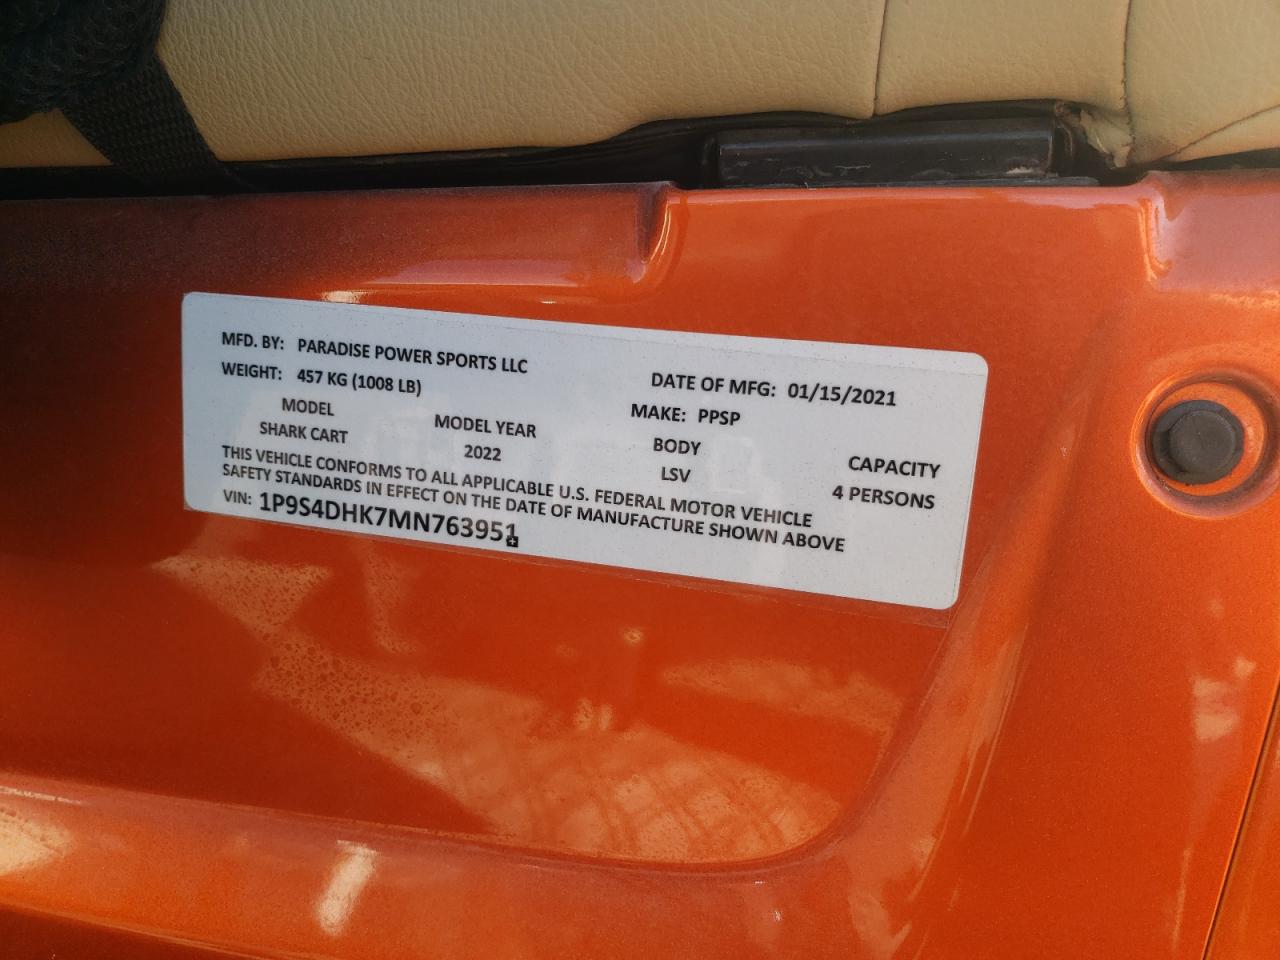 MFD. BY: PARADISE POWER SPORTS LLC
WEIGHT: 457 KG (1008 LB)
DATE OF MFG: 01/15/2021
MAKE: PPSP
MODEL MODEL YEAR BODY CAPACITY
SHARK CART 2022 LSV 4 PERSONS
THIS VEHICLE CONFORMS TO ALL APPLICABLE U.S. FEDERAL MOTOR VEHICLE
SAFETY STANDARDS IN EFFECT ON THE DATE OF MANUFACTURE SHOWN ABOVE
VIN: 1P9S4DHK7MN763951